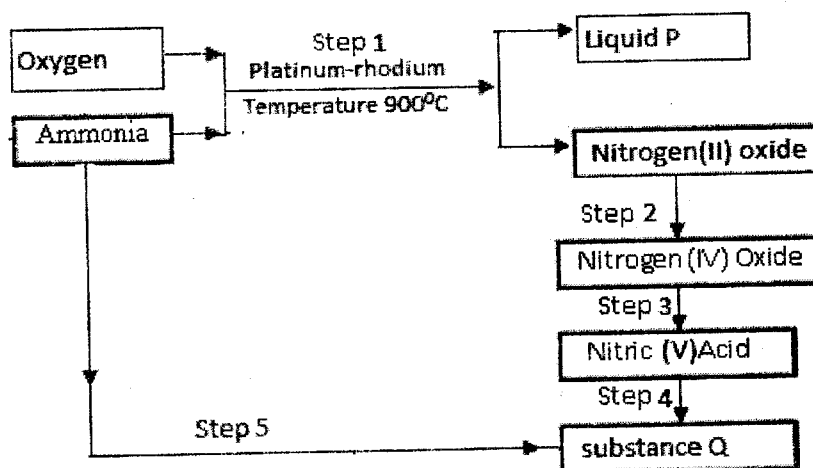 Oxygen
Step 1
Platinum-rhodium
Temperature 900⁰C
Liquid P
Ammonia
Nitrogen(II) oxide
Step 2
Nitrogen (IV) Oxide
Step 3
Nitric (V)Acid
Step 4
Step 5
substance Q